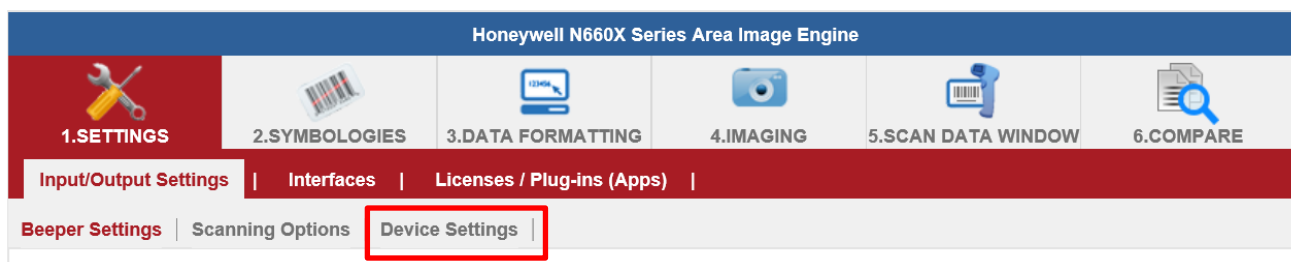 Honeywell N660X Series Area Image Engine
123456
1.SETTINGS 2.SYMBOLOGIES 3.DATA FORMATTING 4.IMAGING 5.SCAN DATA WINDOW 6.COMPARE
Input/Output Settings | Interfaces | Licenses / Plug-ins (Apps) |
Beeper Settings | Scanning Options Device Settings |